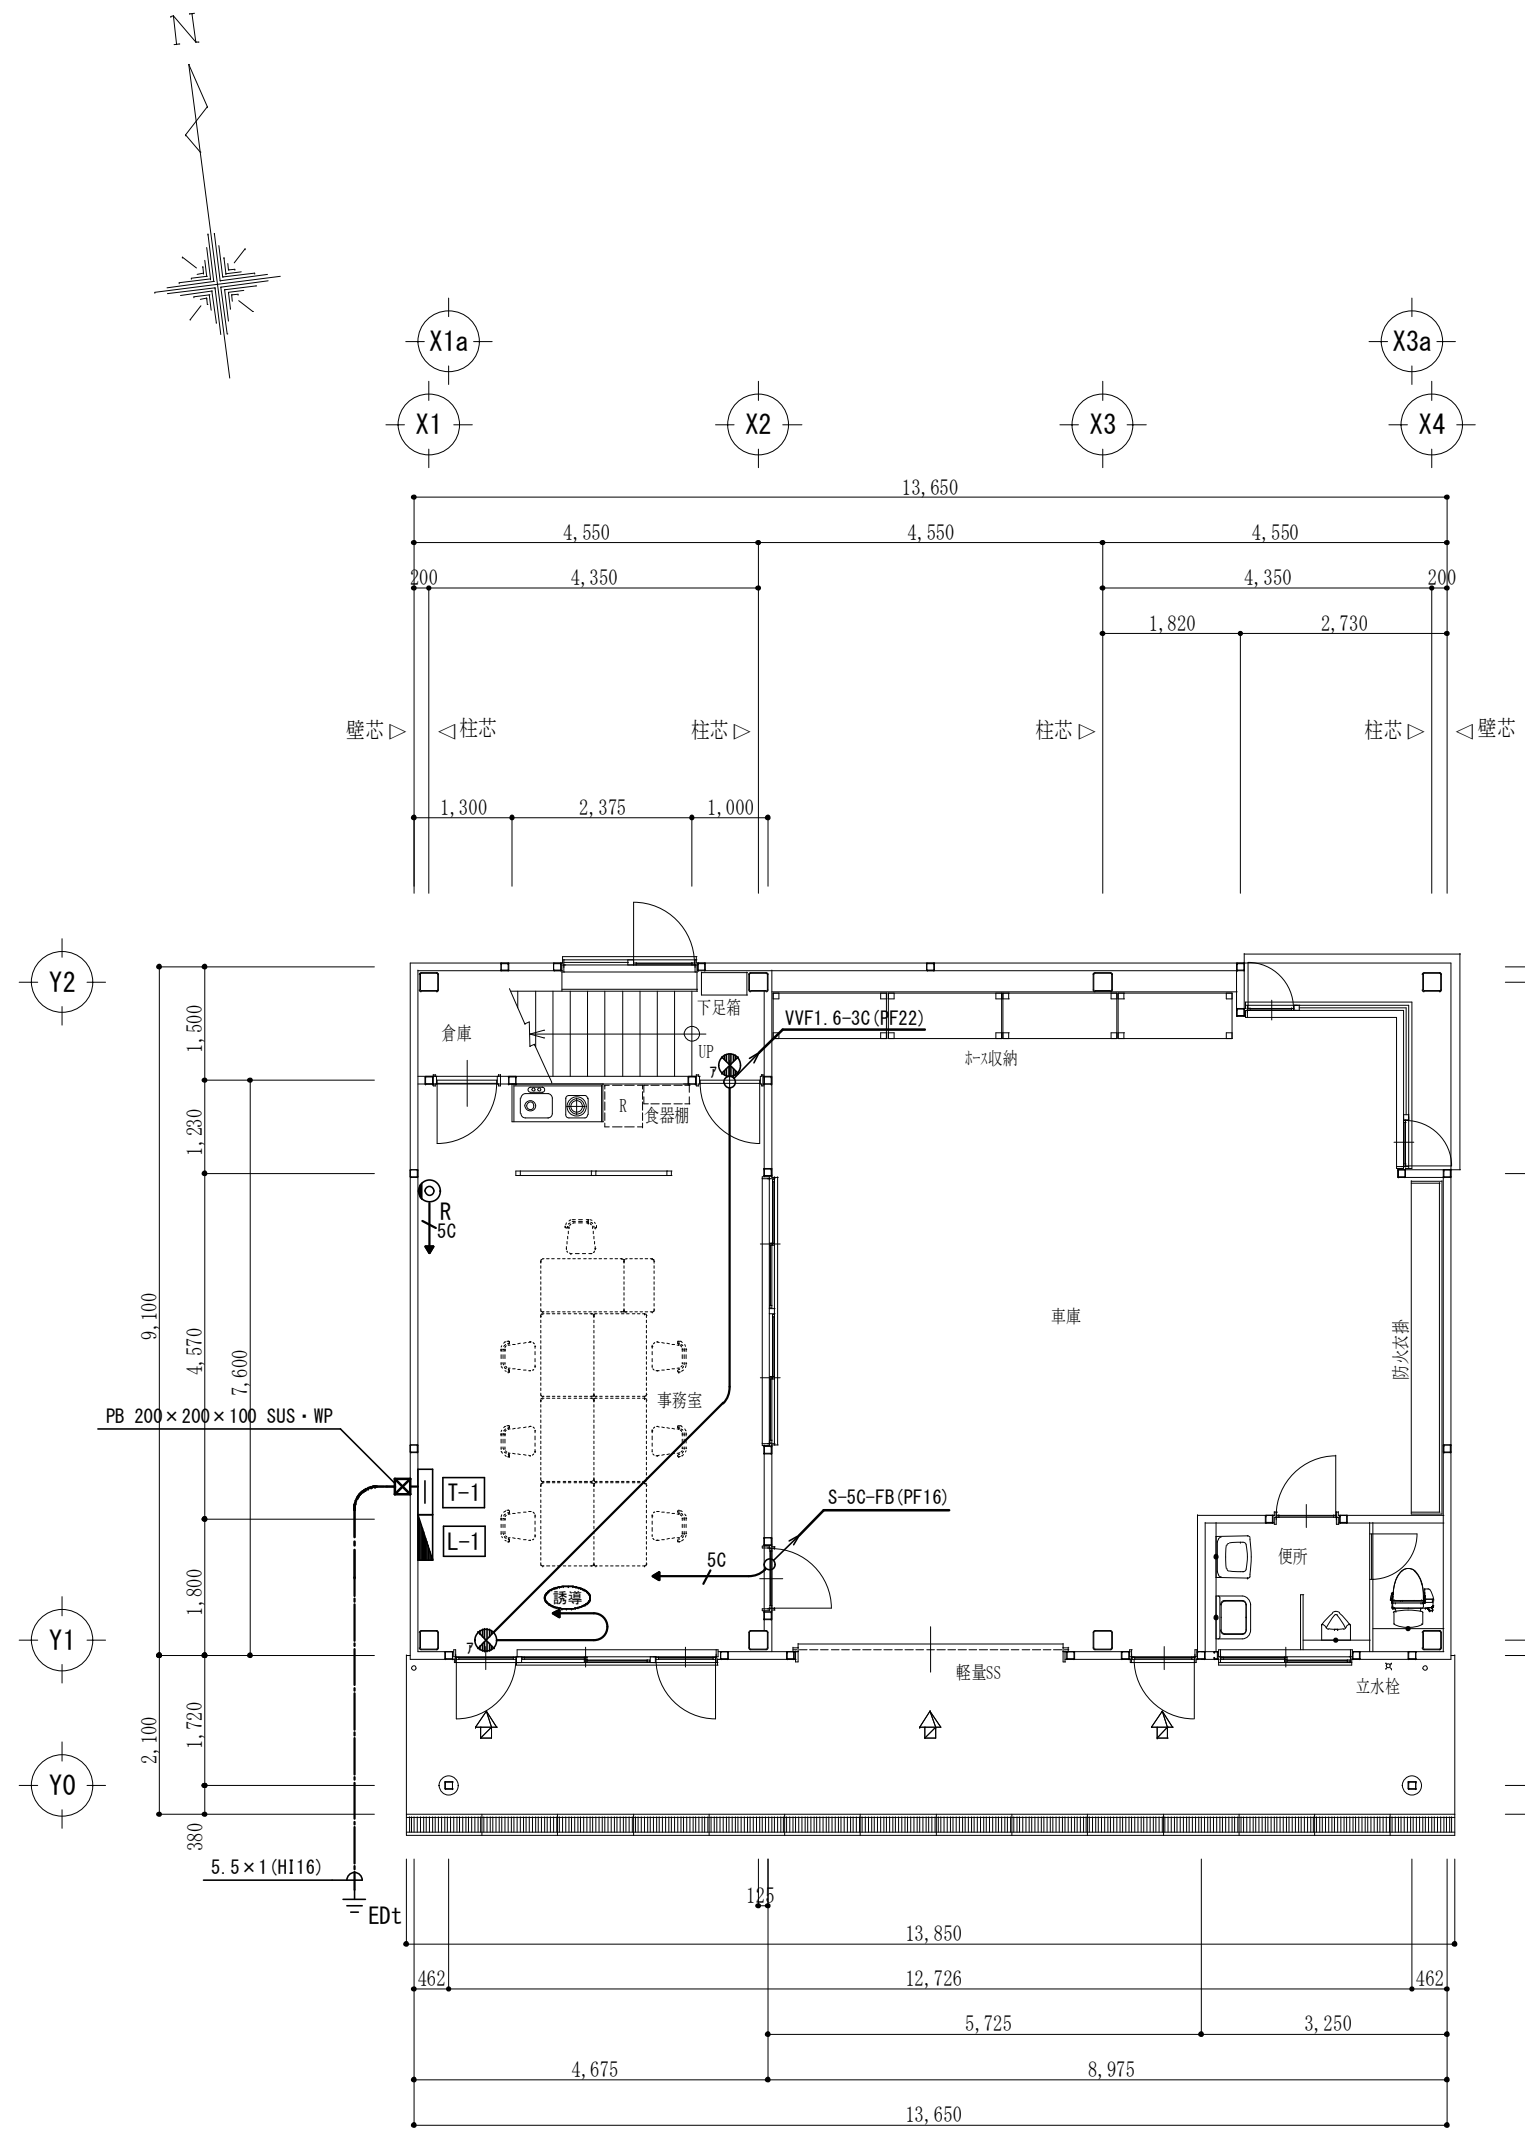 N
X1a
X3a
X1
X2
X3
X4
13,650
4,550
4,550
4,550
200
4,350
4,350
200
1,820
2,730
壁芯
柱芯
柱芯
柱芯
柱芯
壁芯
1,300
2,375
1,000
Y2
倉庫
下足箱
UP
VVF1.6-3C(PF22)
ホース収納
ア
R
食器棚
1,500
1,230
R
5C
9,100
4,570
7,600
車庫
防火衣掛
事務室
PB 200×200×100 SUS・WP
T-1
L-1
S-5C-FB(PF16)
5C
便所
誘導
1,800
Y1
ア
軽量SS
立水栓
2,100
1,720
Y0
380
5.5×1(HI16)
EDt
125
13,850
462
12,726
462
5,725
3,250
4,675
8,975
13,650